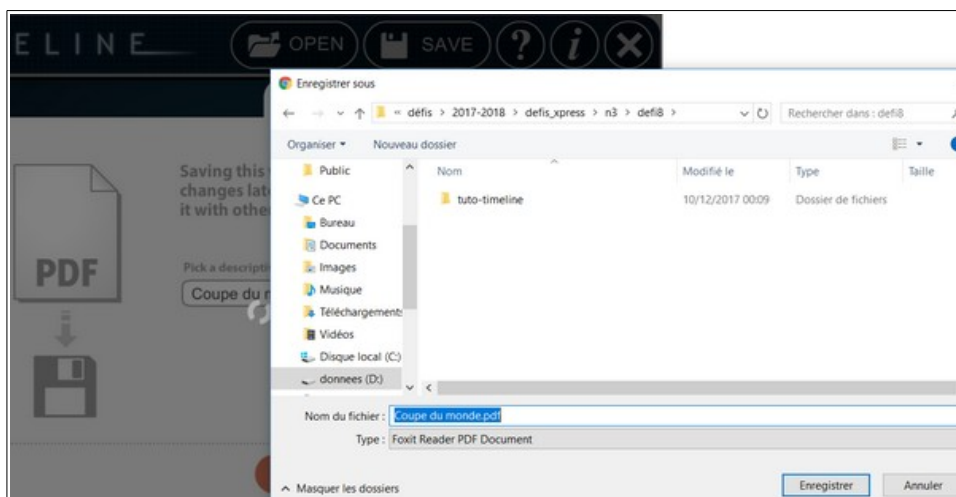 ELINE OPEN SAVE ? i X
Enregistrer sous
« défis > 2017-2018 > defis_xpress > n3 > defi8 > Rechercher dans : defi8
Organiser Nouveau dossier
Saving this
changes lat
it with othe
PDF
Pick a descripti
Coupe du m
Public
Ce PC
Bureau
Documents
Images
Musique
Téléchargements
Vidéos
Disque local (C:)
donnees (D:)
Nom Modifié le Type Taille
tuto-timeline 10/12/2017 00:09 Dossier de fichiers
Nom du fichier : Coupe du monde.pdf
Type : Foxit Reader PDF Document
Masquer les dossiers Enregistrer Annuler